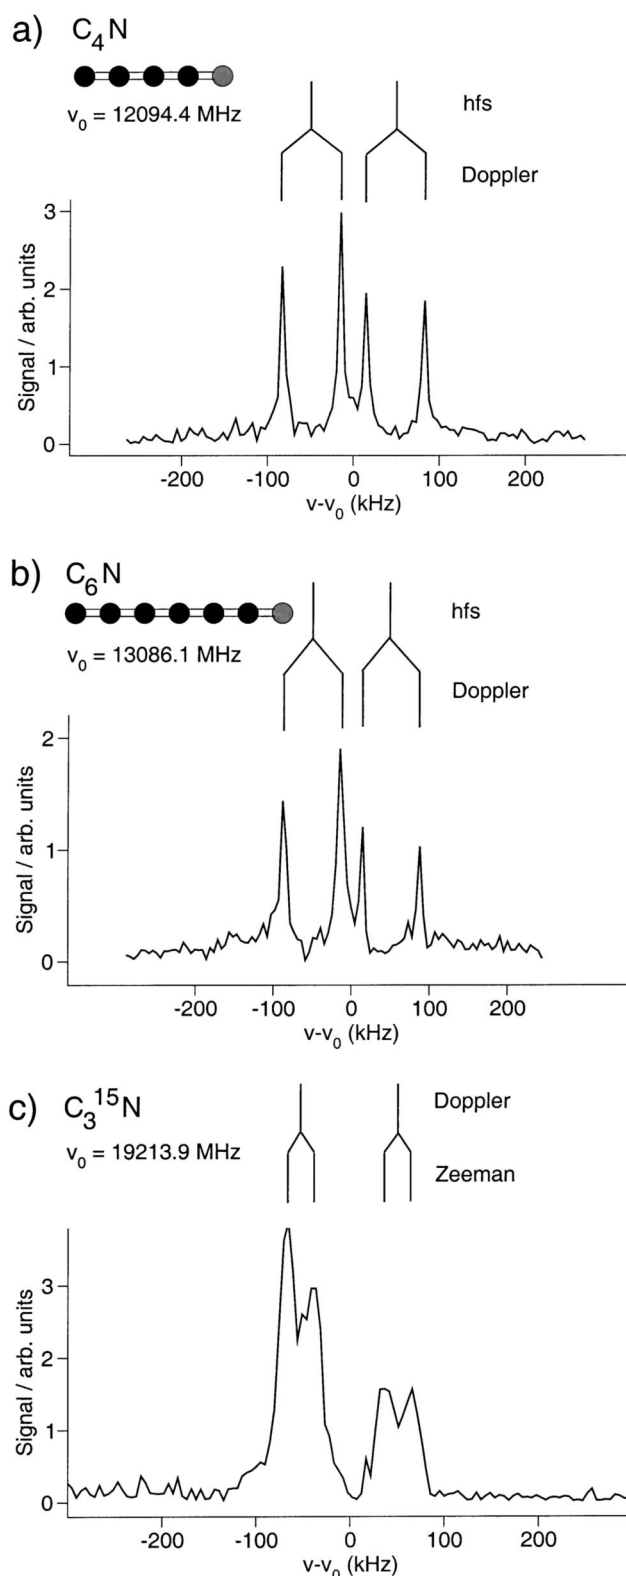 a) C₄N
ν₀ = 12094.4 MHz
hfs
Doppler
Signal / arb. units
3
2
1
0
-200 -100 0 100 200
ν-ν₀ (kHz)
b) C₆N
ν₀ = 13086.1 MHz
hfs
Doppler
Signal / arb. units
2
1
0
-200 -100 0 100 200
ν-ν₀ (kHz)
c) C₃¹⁵N
ν₀ = 19213.9 MHz
Doppler
Zeeman
Signal / arb. units
3
2
1
0
-200 -100 0 100 200
ν-ν₀ (kHz)